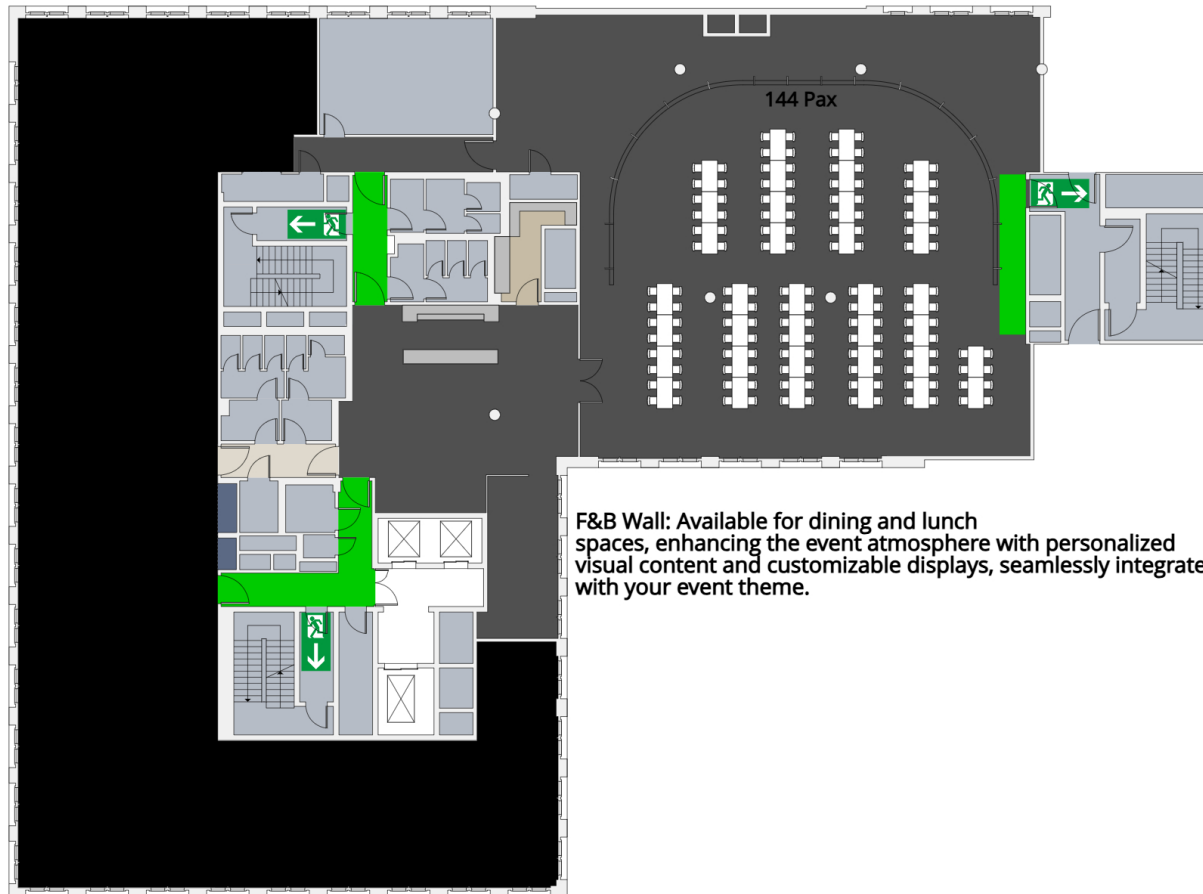 144 Pax
F&B Wall: Available for dining and lunch
spaces, enhancing the event atmosphere with personalized
visual content and customizable displays, seamlessly integrate
with your event theme.